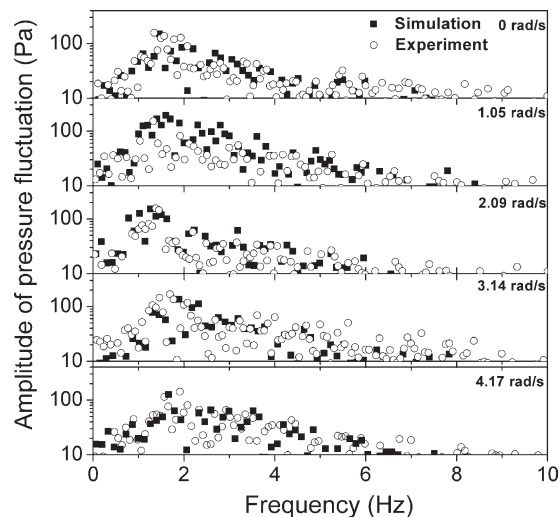 Simulation
Experiment
0 rad/s
100
10
1.05 rad/s
100
10
2.09 rad/s
100
10
3.14 rad/s
100
10
4.17 rad/s
100
10
0 2 4 6 8 10
Frequency (Hz)
Amplitude of pressure fluctuation (Pa)